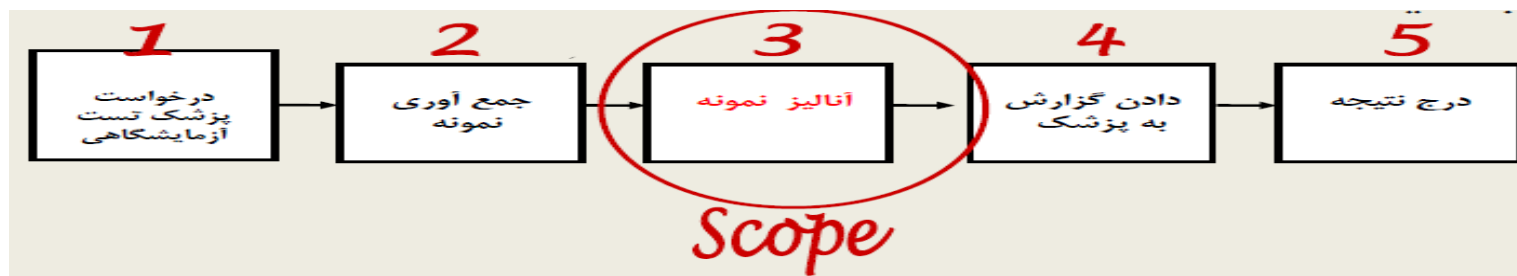 1
2
3
4
5
درخواست
پزشک تست
آزمایشگاهی
جمع آوری
نمونه
آنالیز نمونه
دادن گزارش
به پزشک
درج نتیجه
Scope